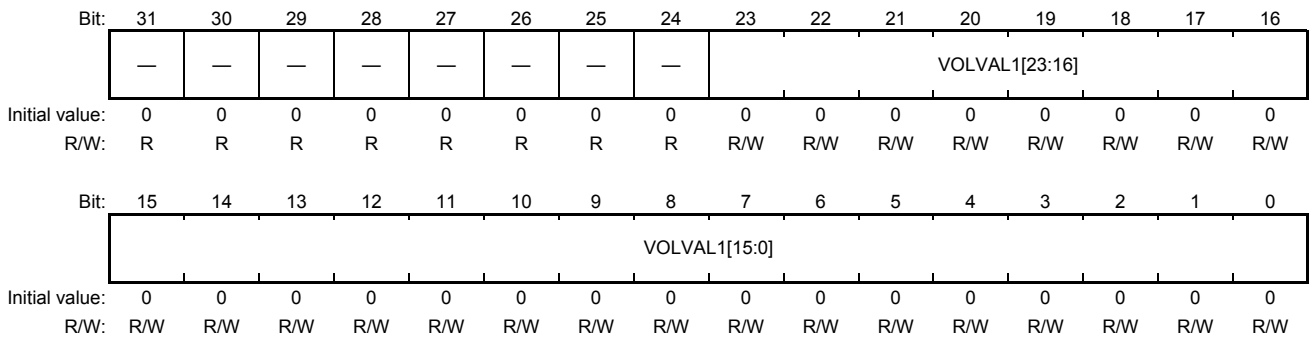 Bit: 31 30 29 28 27 26 25 24 23 22 21 20 19 18 17 16
— — — — — — — — VOLVAL1[23:16]
Initial value: 0 0 0 0 0 0 0 0 0 0 0 0 0 0 0 0
R/W: R R R R R R R R R/W R/W R/W R/W R/W R/W R/W R/W
Bit: 15 14 13 12 11 10 9 8 7 6 5 4 3 2 1 0
VOLVAL1[15:0]
Initial value: 0 0 0 0 0 0 0 0 0 0 0 0 0 0 0 0
R/W: R/W R/W R/W R/W R/W R/W R/W R/W R/W R/W R/W R/W R/W R/W R/W R/W